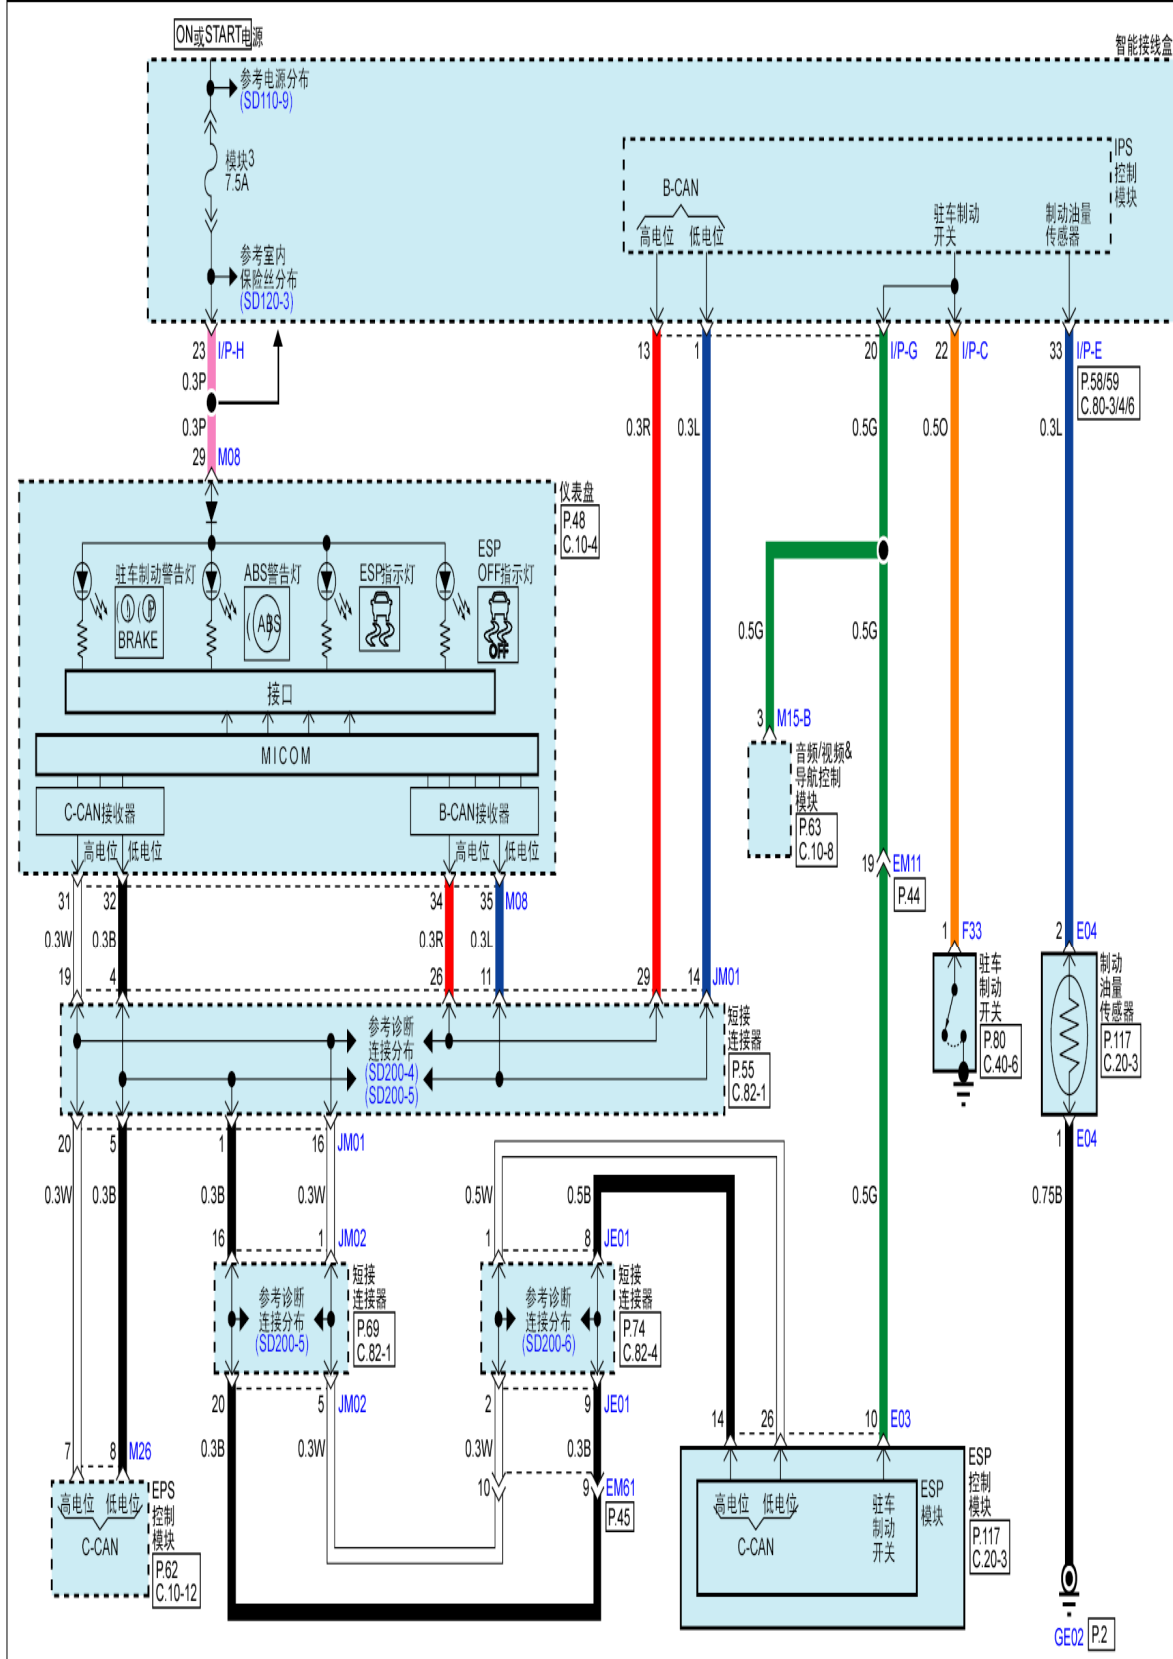 ON或START电源
智能接线盒
参考电源分布
(SD110-9)
模块3
7.5A
参考室内
保险丝分布
(SD120-3)
IPS
控制
模块
B-CAN
高电位 低电位
驻车制动
开关
制动油量
传感器
23 I/P-H
13
1
20 I/P-G
22 I/P-C
33 I/P-E
P.58/59
C.80-3/4/6
0.3P
0.3P
0.3R
0.3L
0.5G
0.5O
0.3L
29 M08
仪表盘
P.48
C.10-4
驻车制动警告灯
BRAKE
ABS警告灯
ABS
ESP指示灯
ESP
OFF指示灯
OFF
接口
MICOM
C-CAN接收器
B-CAN接收器
高电位 低电位
高电位 低电位
0.5G
0.5G
3 M15-B
音频/视频&
导航控制
模块
P.63
C.10-8
19 EM11
P.44
31
32
34
35 M08
0.3W
0.3B
0.3R
0.3L
19
4
26
11
29
14 JM01
1 F33
驻车
制动
开关
P.80
C.40-6
2 E04
制动
油量
传感器
P.117
C.20-3
参考诊断
连接分布
(SD200-4)
(SD200-5)
短接
连接器
P.55
C.82-1
20
5
1
16 JM01
1 E04
0.3W
0.3B
0.3B
0.3W
0.5W
0.5B
0.5G
0.75B
16
1 JM02
1
8 JE01
参考诊断
连接分布
(SD200-5)
短接
连接器
P.69
C.82-1
参考诊断
连接分布
(SD200-6)
短接
连接器
P.74
C.82-4
20
5 JM02
2
9 JE01
14
26
10 E03
0.3B
0.3W
0.3W
0.3B
7
8 M26
10
9 EM61
P.45
EPS
控制
模块
P.62
C.10-12
高电位 低电位
C-CAN
高电位 低电位
C-CAN
驻车
制动
开关
ESP
模块
ESP
控制
模块
P.117
C.20-3
GE02 P.2